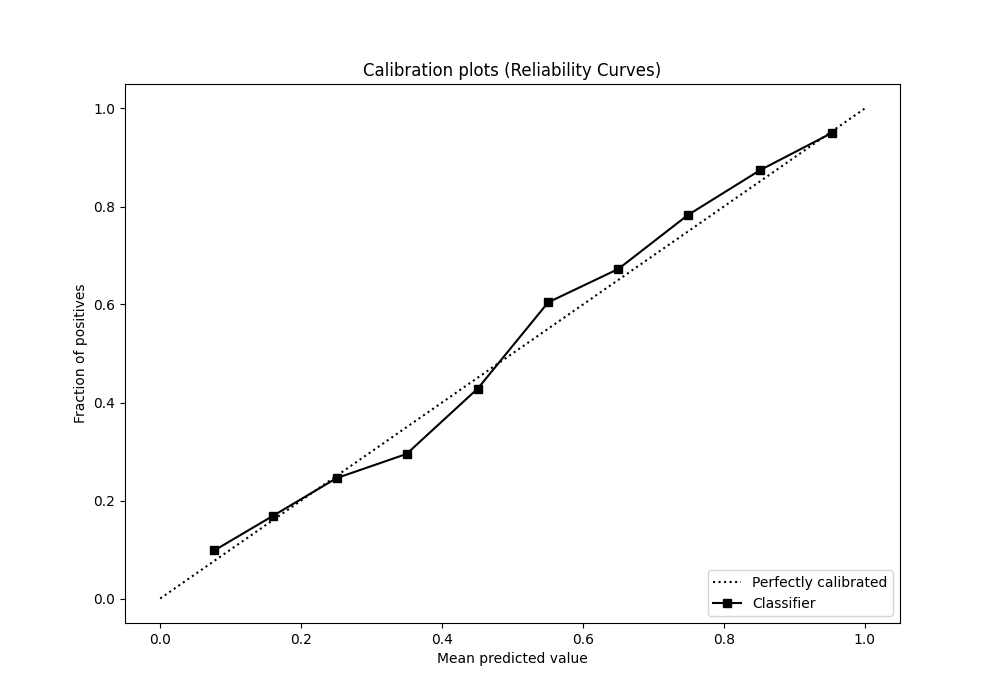 Calibration plots (Reliability Curves)
Fraction of positives
1.0
0.8
0.6
0.4
0.2
0.0
Perfectly calibrated
Classifier
0.0 0.2 0.4 0.6 0.8 1.0
Mean predicted value